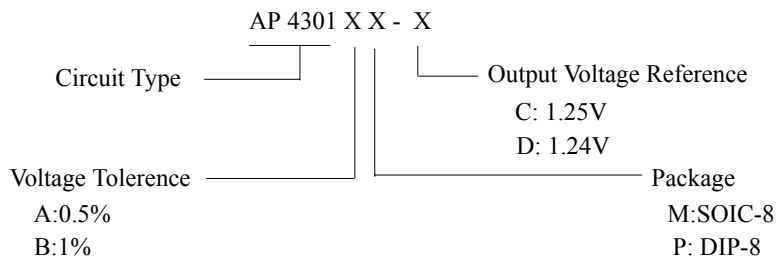 AP 4301 X X - X
Circuit Type
Output Voltage Reference
C: 1.25V
D: 1.24V
Voltage Tolerence
A:0.5%
B:1%
Package
M:SOIC-8
P: DIP-8